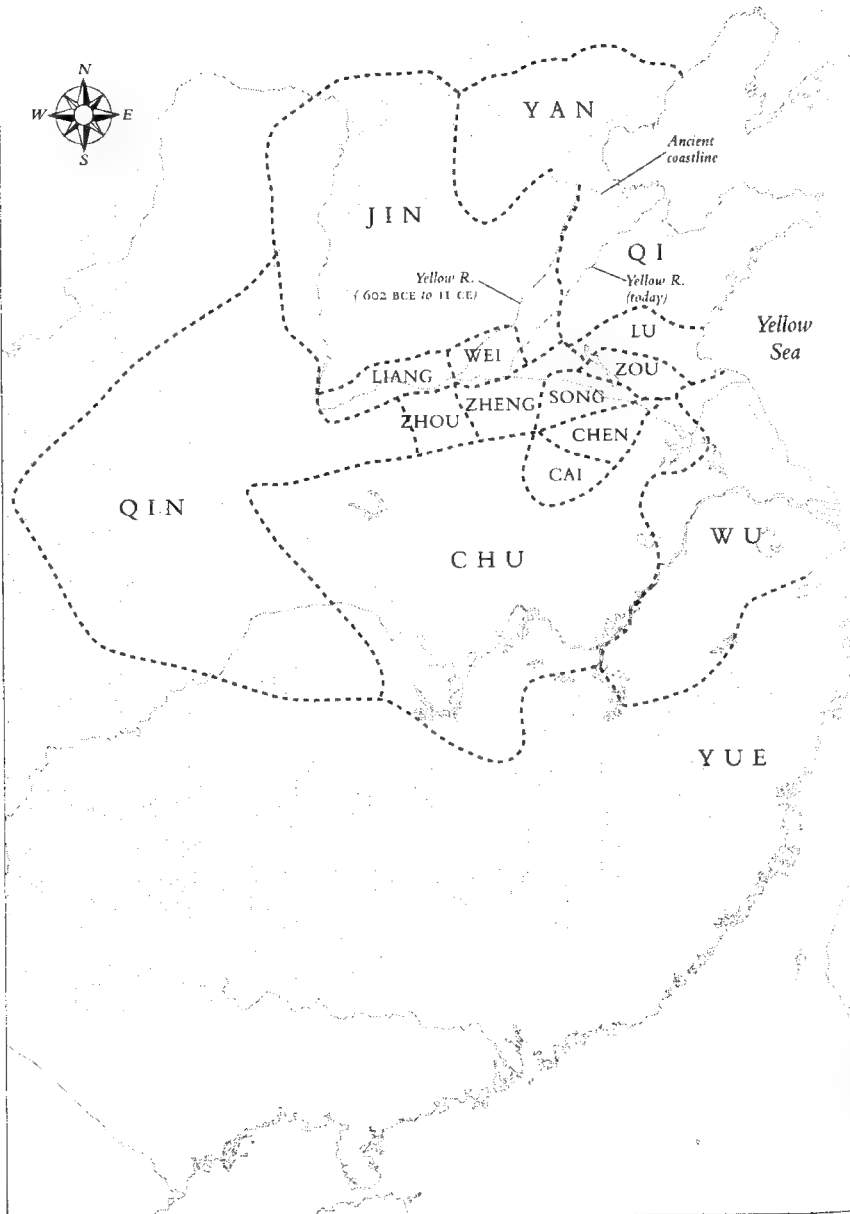 N
W E
S
YAN
Ancient
coastline
JIN
QI
Yellow R.
(602 BCE to 11 CE)
Yellow R.
(today)
Yellow
Sea
LU
WEI
ZOU
LIANG
SONG
ZHENG
ZHOU
CHEN
CAI
QIN
WU
CHU
YUE